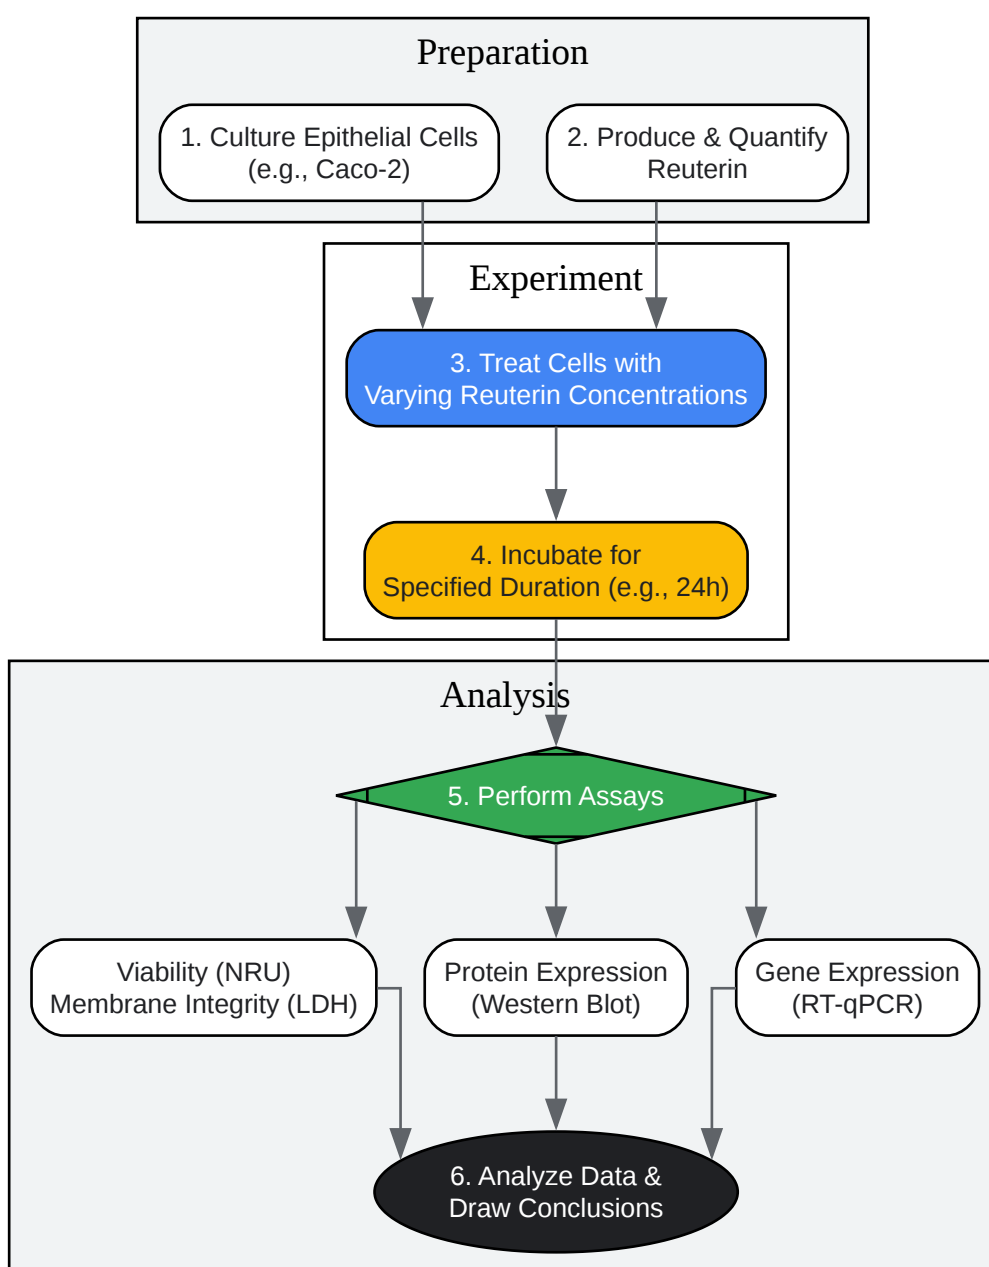 Preparation
1. Culture Epithelial Cells
(e.g., Caco-2)
2. Produce & Quantify
Reuterin
Experiment
3. Treat Cells with
Varying Reuterin Concentrations
4. Incubate for
Specified Duration (e.g., 24h)
Analysis
5. Perform Assays
Viability (NRU)
Membrane Integrity (LDH)
Protein Expression
(Western Blot)
Gene Expression
(RT-qPCR)
6. Analyze Data &
Draw Conclusions